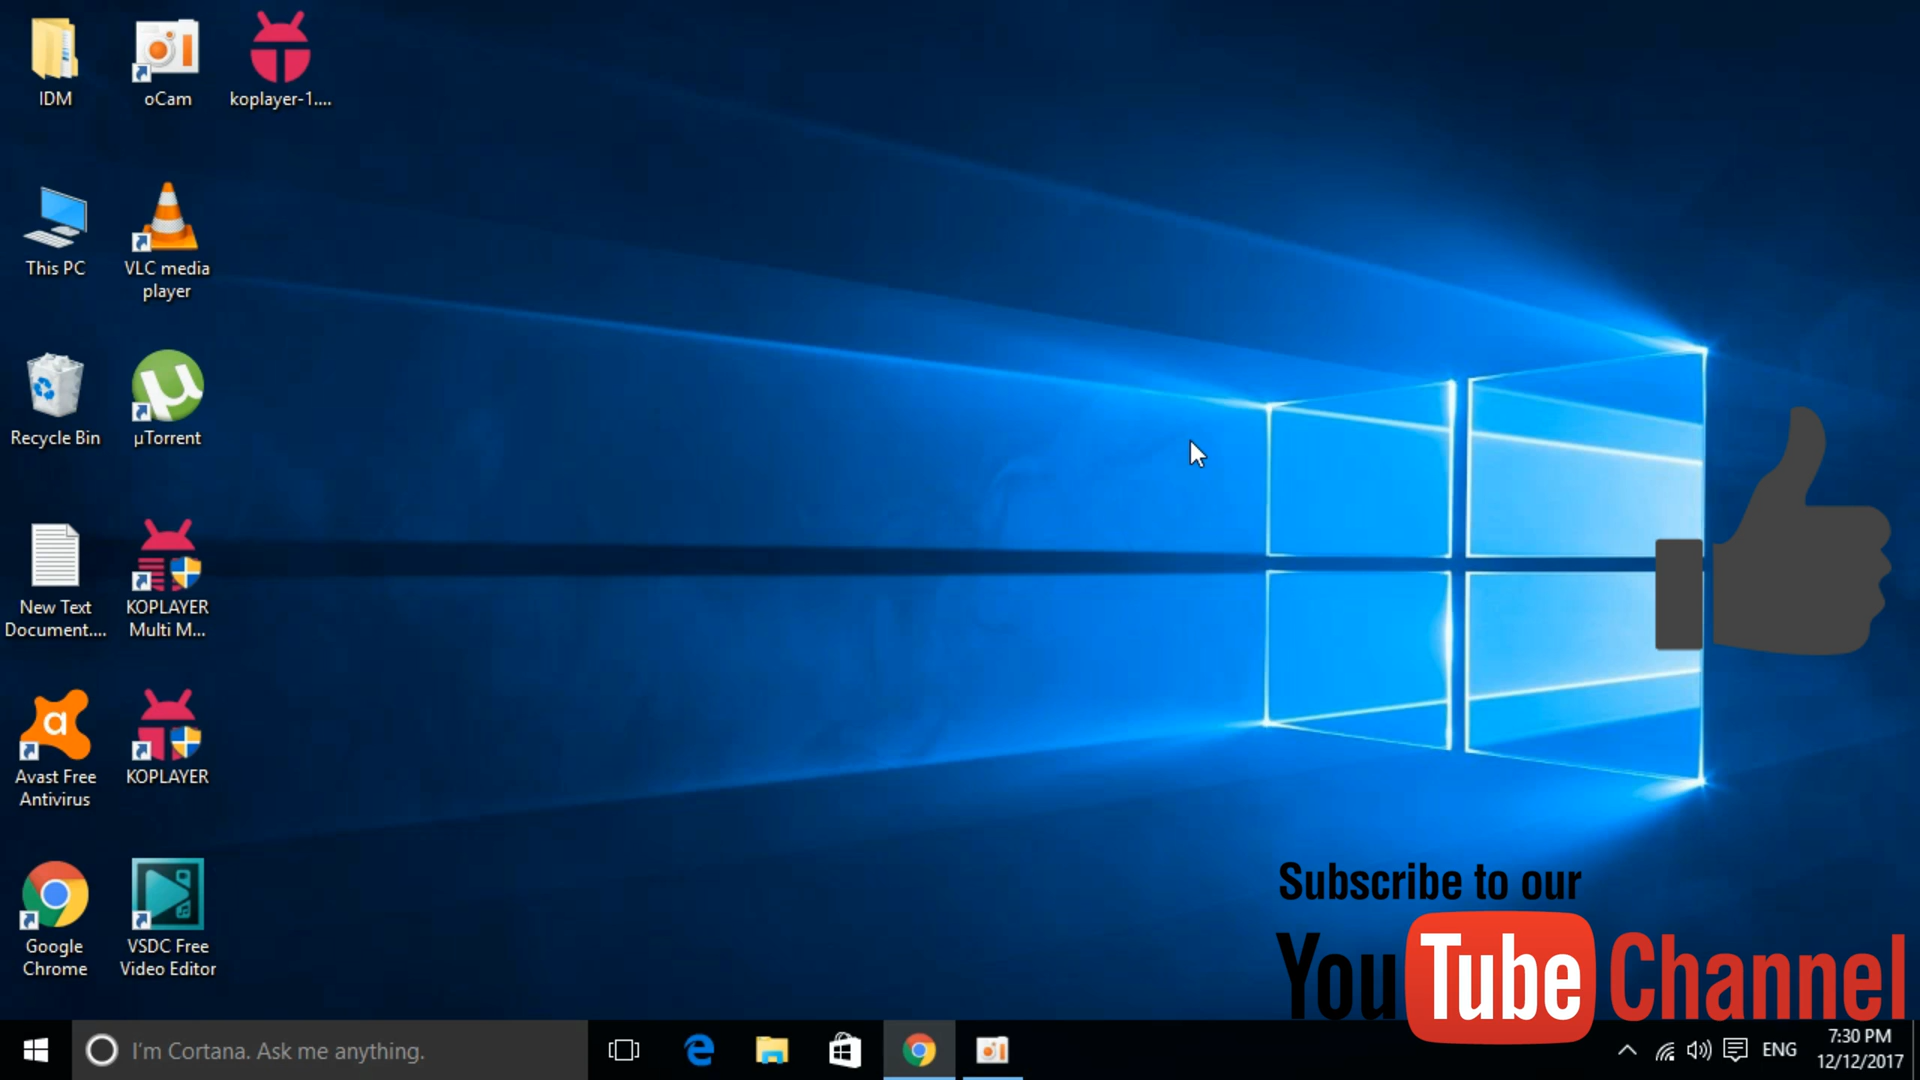 IDM
oCam
koplayer-1....
This PC
VLC media
player
Recycle Bin
µTorrent
New Text
Document....
KOPLAYER
Multi M...
Avast Free
Antivirus
KOPLAYER
Google
Chrome
VSDC Free
Video Editor
Subscribe to our
YouTube Channel
I'm Cortana. Ask me anything.
ENG
7:30 PM
12/12/2017